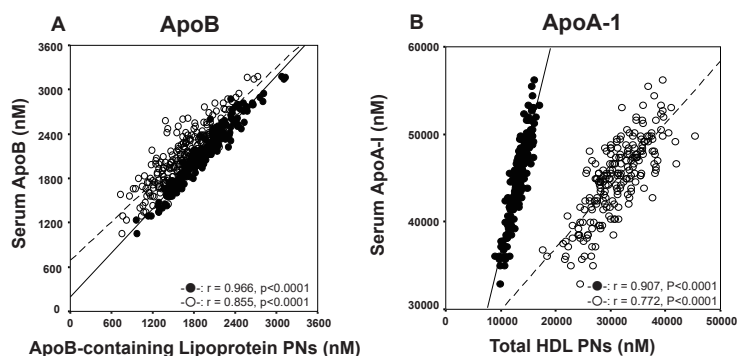 A
ApoB
3600
3000
2400
1800
1200
600
0
Serum ApoB (nM)
-●-: r = 0.966, p<0.0001
-○-: r = 0.855, p<0.0001
0
600
1200
1800
2400
3000
3600
ApoB-containing Lipoprotein PNs (nM)
B
ApoA-1
60000
50000
40000
30000
Serum ApoA-I (nM)
-●-: r = 0.907, P<0.0001
-○-: r = 0.772, P<0.0001
0
10000
20000
30000
40000
50000
Total HDL PNs (nM)